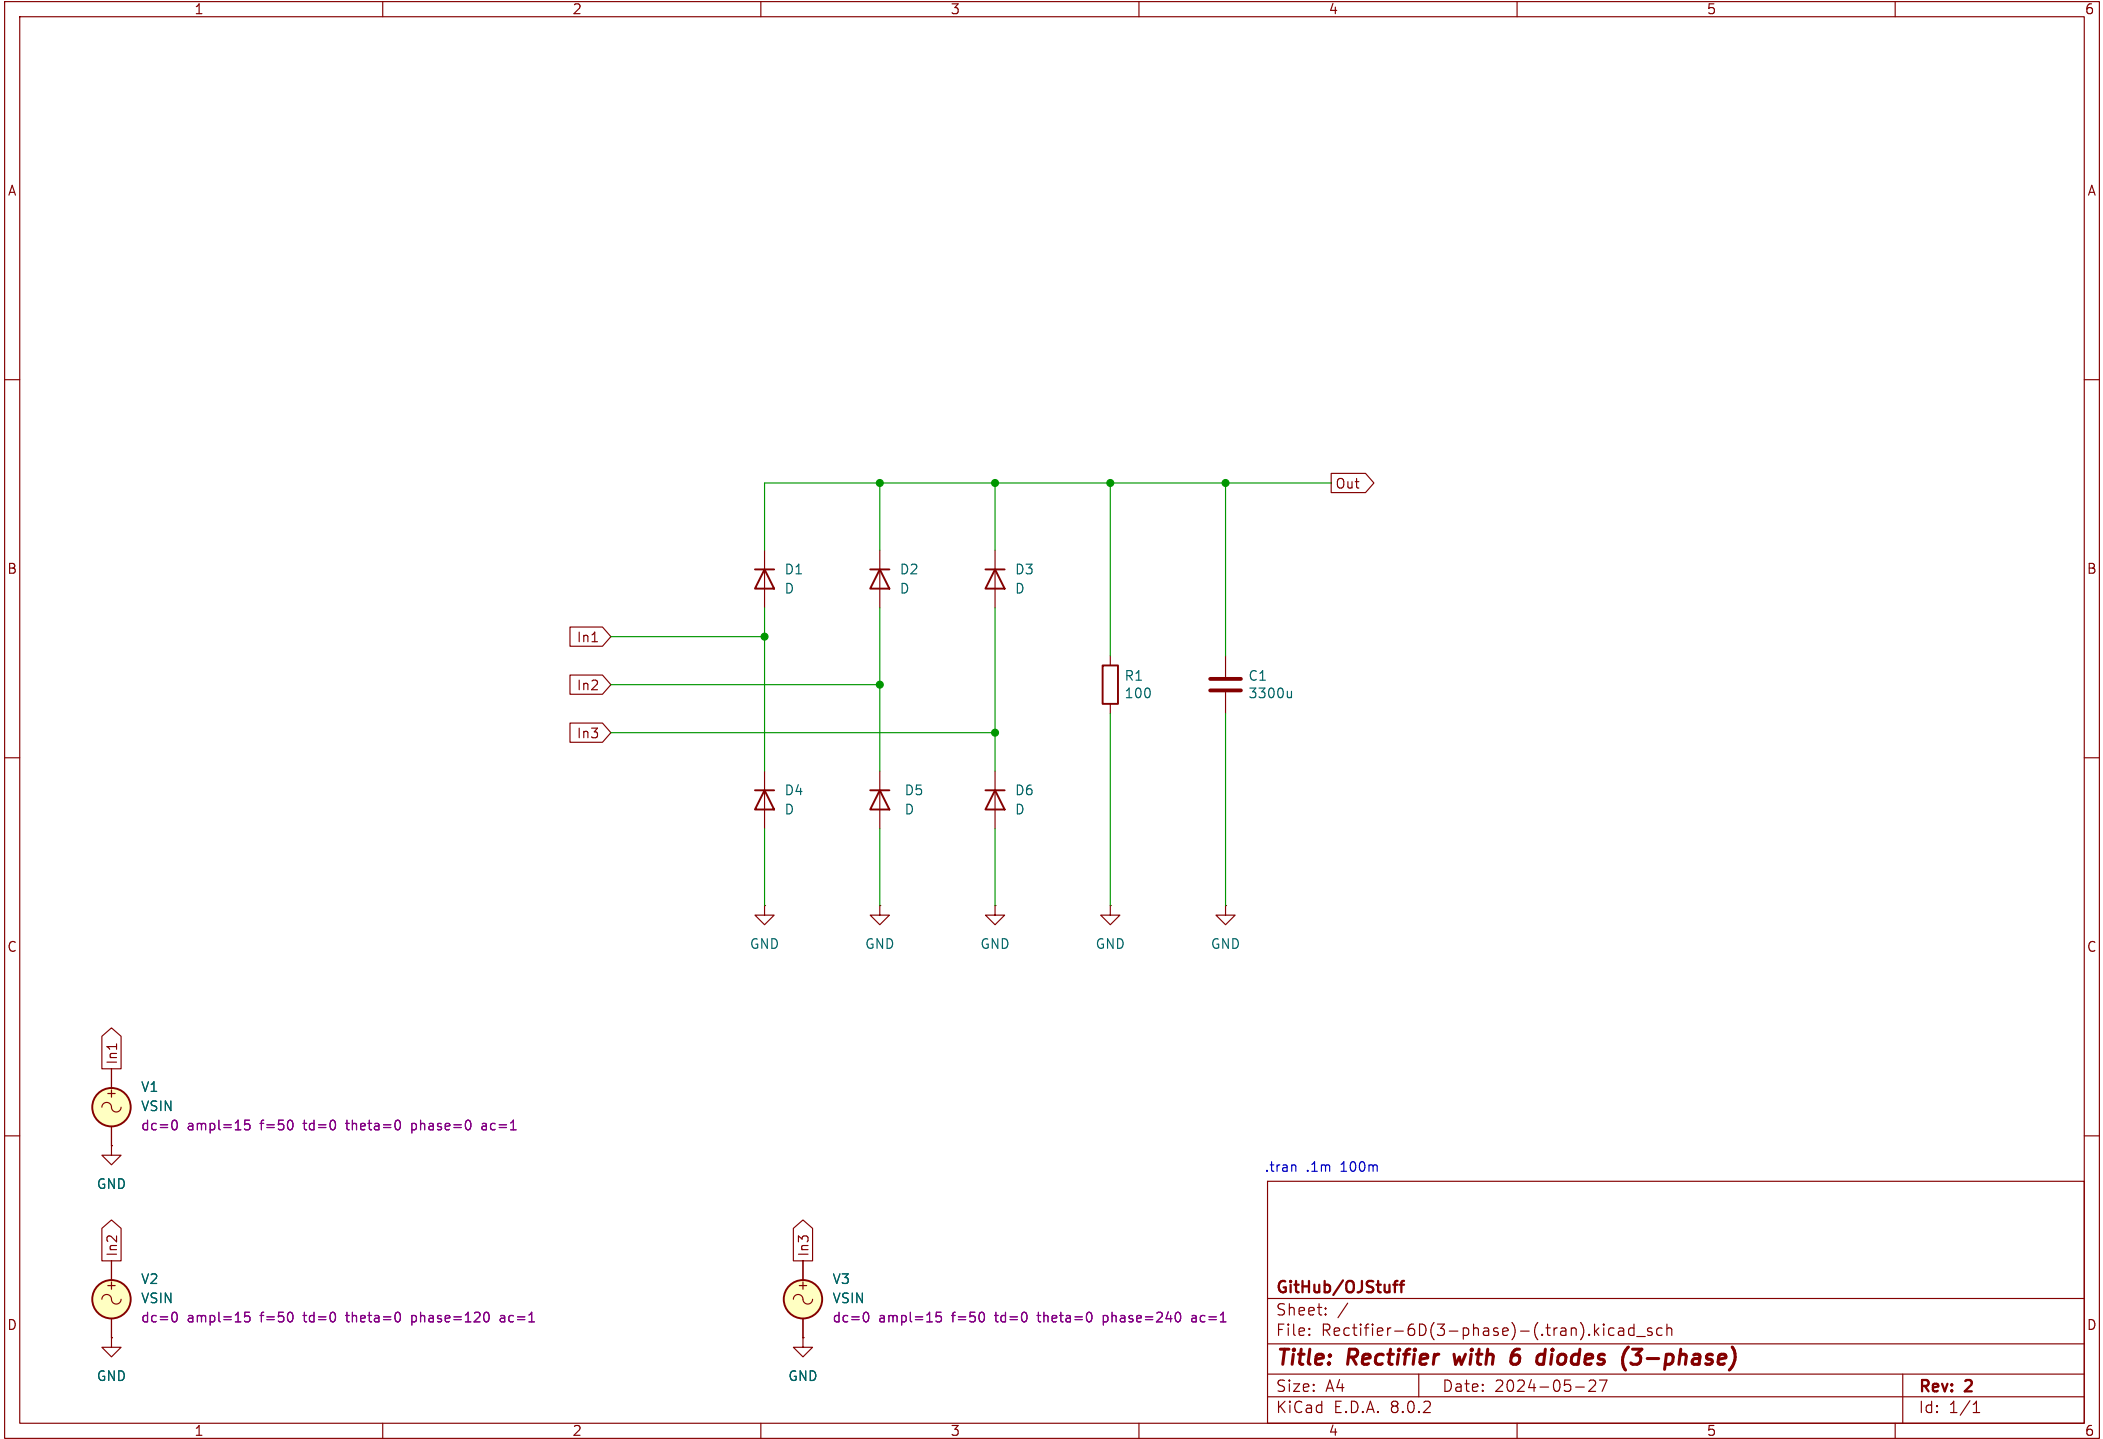 1 2 3 4 5 6
A A
Out
B B
D1
D
D2
D
D3
D
In1
In2
In3
R1
100
C1
3300u
D4
D
D5
D
D6
D
C C
GND GND GND GND GND
In1
V1
VSIN
dc=0 ampl=15 f=50 td=0 theta=0 phase=0 ac=1
GND
In2
V2
VSIN
dc=0 ampl=15 f=50 td=0 theta=0 phase=120 ac=1
GND
In3
V3
VSIN
dc=0 ampl=15 f=50 td=0 theta=0 phase=240 ac=1
GND
.tran .1m 100m
GitHub/OJStuff
Sheet: /
File: Rectifier-6D(3-phase)-(.tran).kicad_sch
D D
Title: Rectifier with 6 diodes (3-phase)
Size: A4 Date: 2024-05-27 Rev: 2
KiCad E.D.A. 8.0.2 Id: 1/1
1 2 3 4 5 6